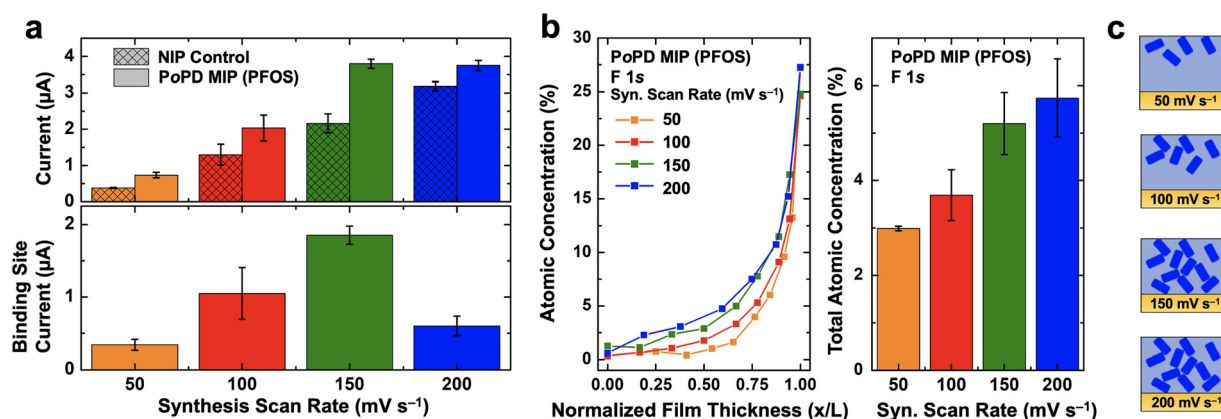 a
NIP Control
PoPD MIP (PFOS)
Current (µA)
4
3
2
1
0
Binding Site
Current (µA)
2
1
0
50 100 150 200
Synthesis Scan Rate (mV s⁻¹)
b
PoPD MIP (PFOS)
F 1s
Syn. Scan Rate (mV s⁻¹)
50
100
150
200
Atomic Concentration (%)
30
25
20
15
10
5
0
0.00 0.25 0.50 0.75 1.00
Normalized Film Thickness (x/L)
PoPD MIP (PFOS)
F 1s
Total Atomic Concentration (%)
6
4
2
0
50 100 150 200
Syn. Scan Rate (mV s⁻¹)
c
50 mV s⁻¹
100 mV s⁻¹
150 mV s⁻¹
200 mV s⁻¹